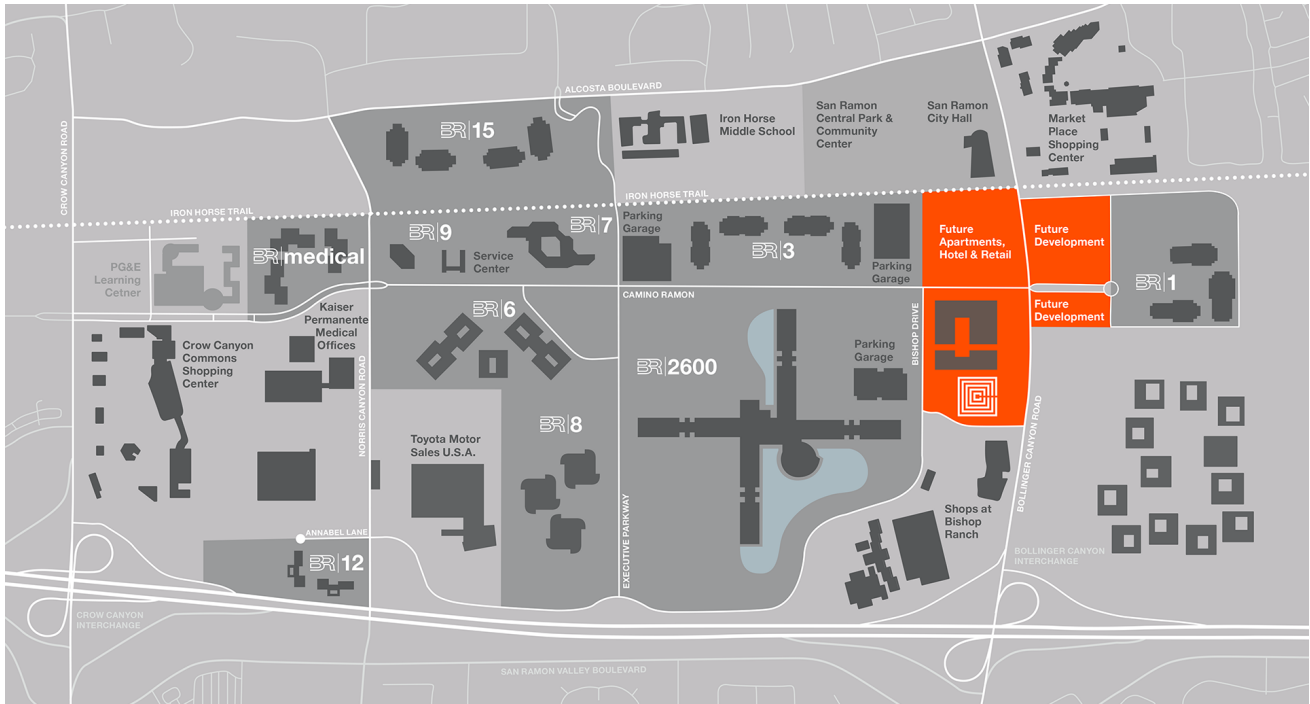 ALCOSTA BOULEVARD
CROW CANYON ROAD
BR|15
Iron Horse
Middle School
San Ramon
Central Park &
Community
Center
San Ramon
City Hall
Market
Place
Shopping
Center
IRON HORSE TRAIL
IRON HORSE TRAIL
PG&E
Learning
Cetner
BR|medical
BR|9
Service
Center
BR|7
Parking
Garage
BR|3
Parking
Garage
Future
Apartments,
Hotel & Retail
Future
Development
BR|1
Future
Development
CAMINO RAMON
Kaiser
Permanente
Medical
Offices
BR|6
Crow Canyon
Commons
Shopping
Center
NORRIS CANYON ROAD
BR|2600
Parking
Garage
BISHOP DRIVE
Toyota Motor
Sales U.S.A.
BR|8
EXECUTIVE PARKWAY
BOLLINGER CANYON ROAD
Shops at
Bishop
Ranch
ANNABEL LANE
BR|12
BOLLINGER CANYON
INTERCHANGE
CROW CANYON
INTERCHANGE
SAN RAMON VALLEY BOULEVARD